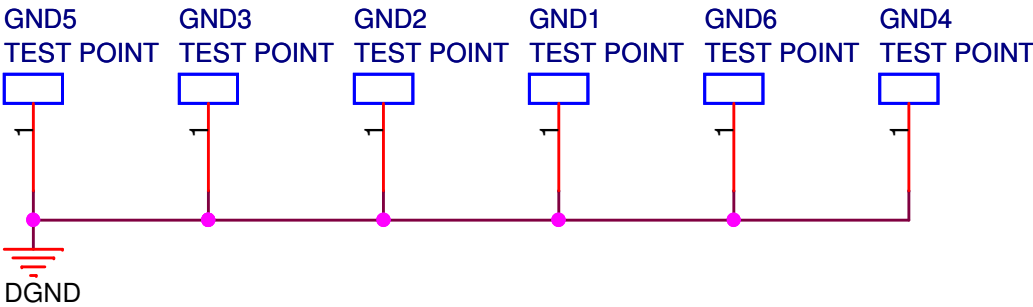 GND5 GND3 GND2 GND1 GND6 GND4
TEST POINT TEST POINT TEST POINT TEST POINT TEST POINT TEST POINT
1 1 1 1 1 1
DGND